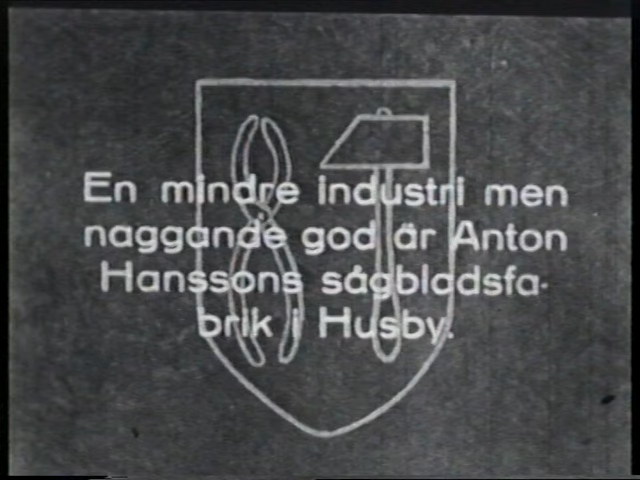 En mindre industri men
naggande god är Anton
Hanssons sågbladsfa-
brik i Husby.